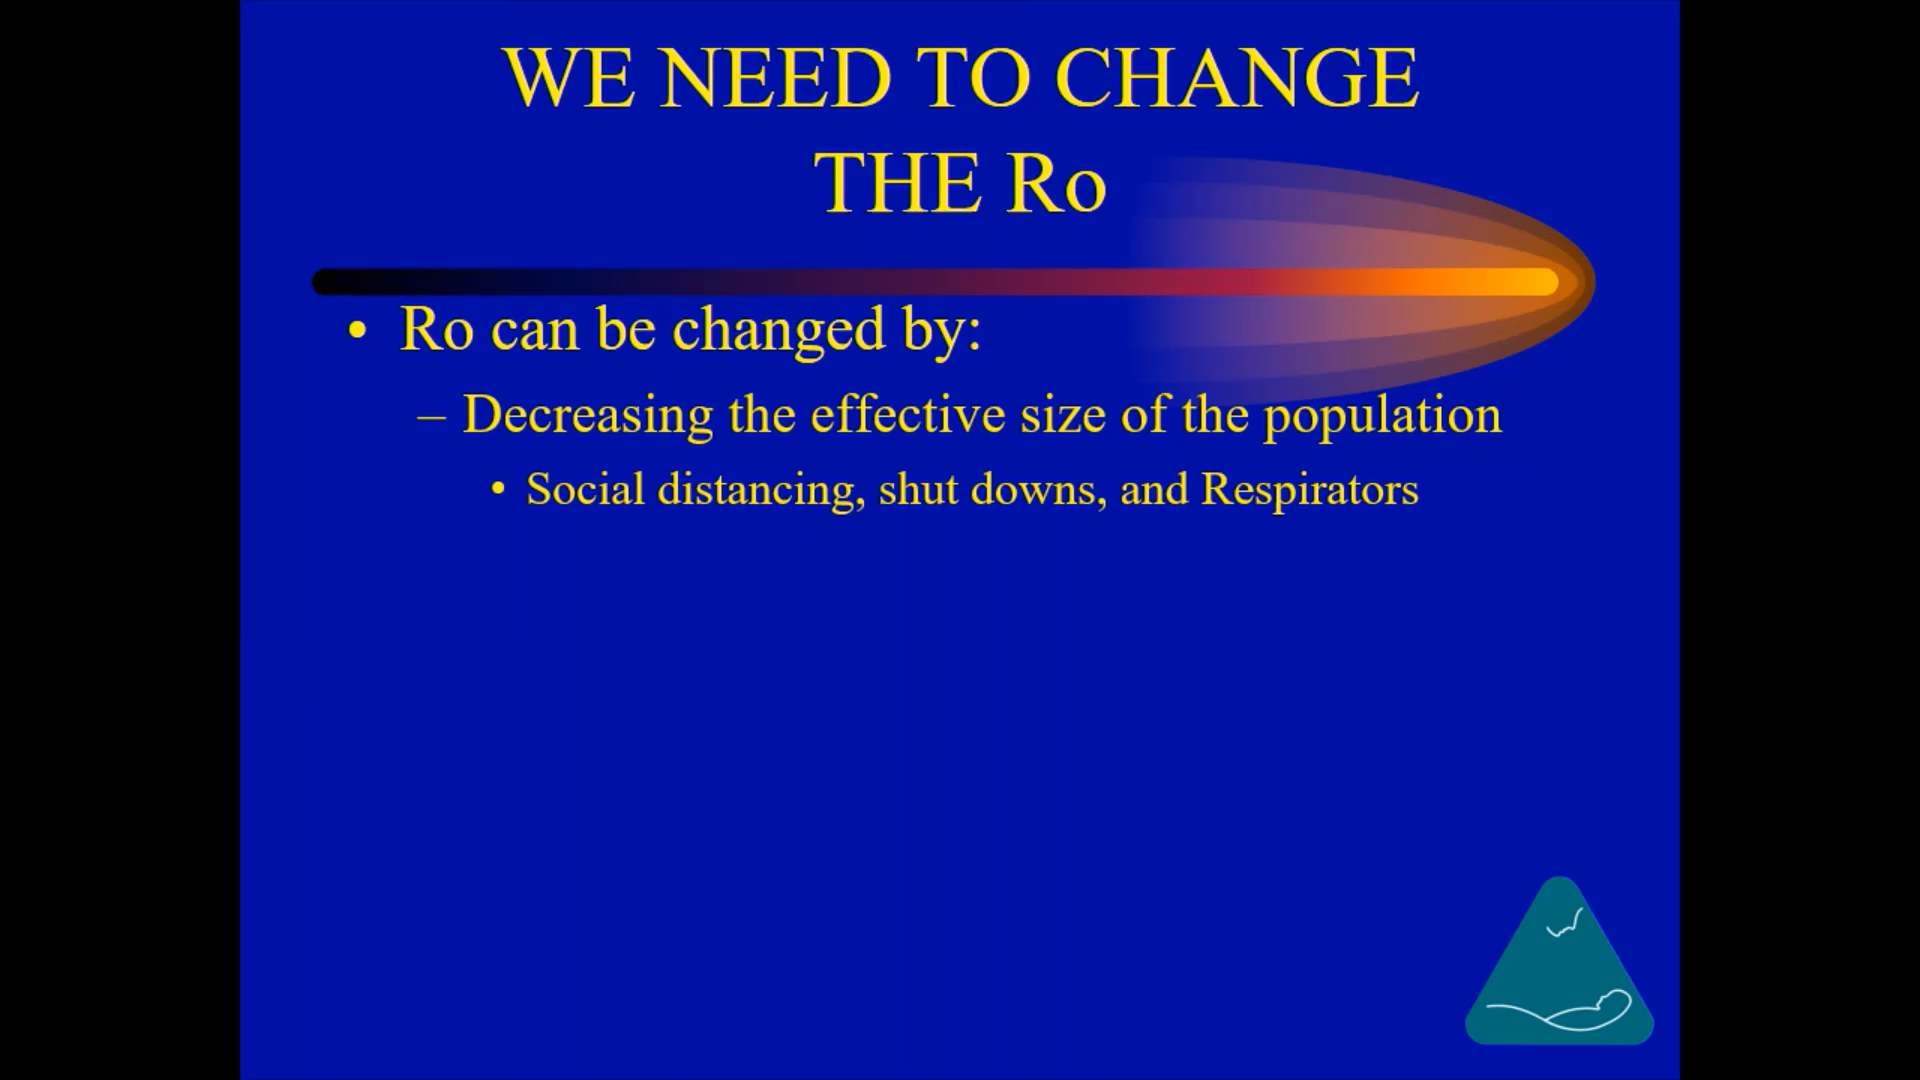 WE NEED TO CHANGE
THE Ro
• Ro can be changed by:
– Decreasing the effective size of the population
• Social distancing, shut downs, and Respirators